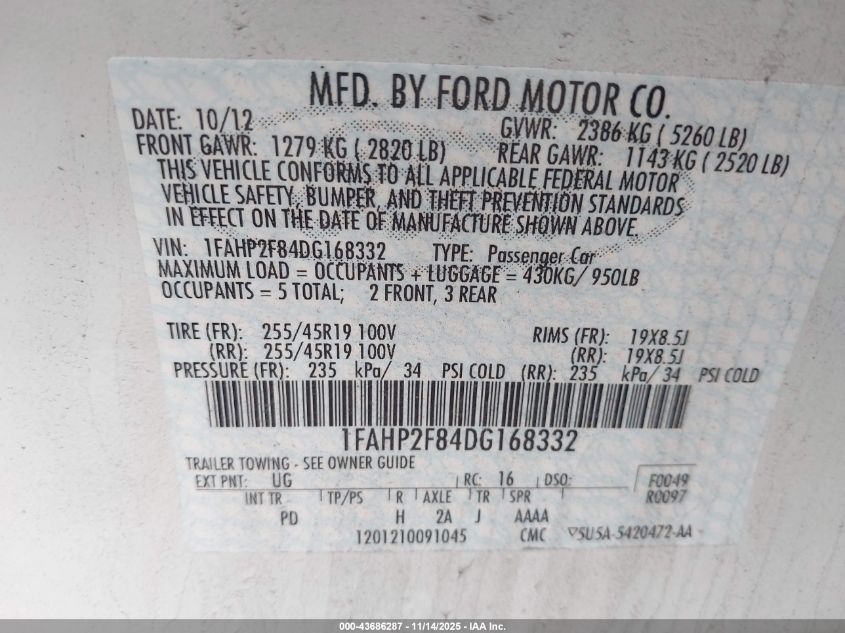 MFD. BY FORD MOTOR CO.
DATE: 10/12 GVWR: 2386 KG ( 5260 LB)
FRONT GAWR: 1279 KG ( 2820 LB) REAR GAWR: 1143 KG ( 2520 LB)
THIS VEHICLE CONFORMS TO ALL APPLICABLE FEDERAL MOTOR
VEHICLE SAFETY, BUMPER, AND THEFT PREVENTION STANDARDS
IN EFFECT ON THE DATE OF MANUFACTURE SHOWN ABOVE.
VIN: 1FAHP2F84DG168332 TYPE: Passenger Car
MAXIMUM LOAD = OCCUPANTS + LUGGAGE = 430KG/ 950LB
OCCUPANTS = 5 TOTAL; 2 FRONT, 3 REAR
TIRE (FR): 255/45R19 100V RIMS (FR): 19X8.5J
(RR): 255/45R19 100V (RR): 19X8.5J
PRESSURE (FR): 235 kPa/ 34 PSI COLD (RR): 235 kPa/ 34 PSI COLD
1FAHP2F84DG168332
TRAILER TOWING - SEE OWNER GUIDE
EXT PNT: UG RC: 16 DSO: F0049
INT TR TP/PS R AXLE TR SPR R0097
PD H 2A J AAAA
1201210091045 CMC ▽5U5A-5420472-AA
000-43686287 - 11/14/2025 - IAA Inc.